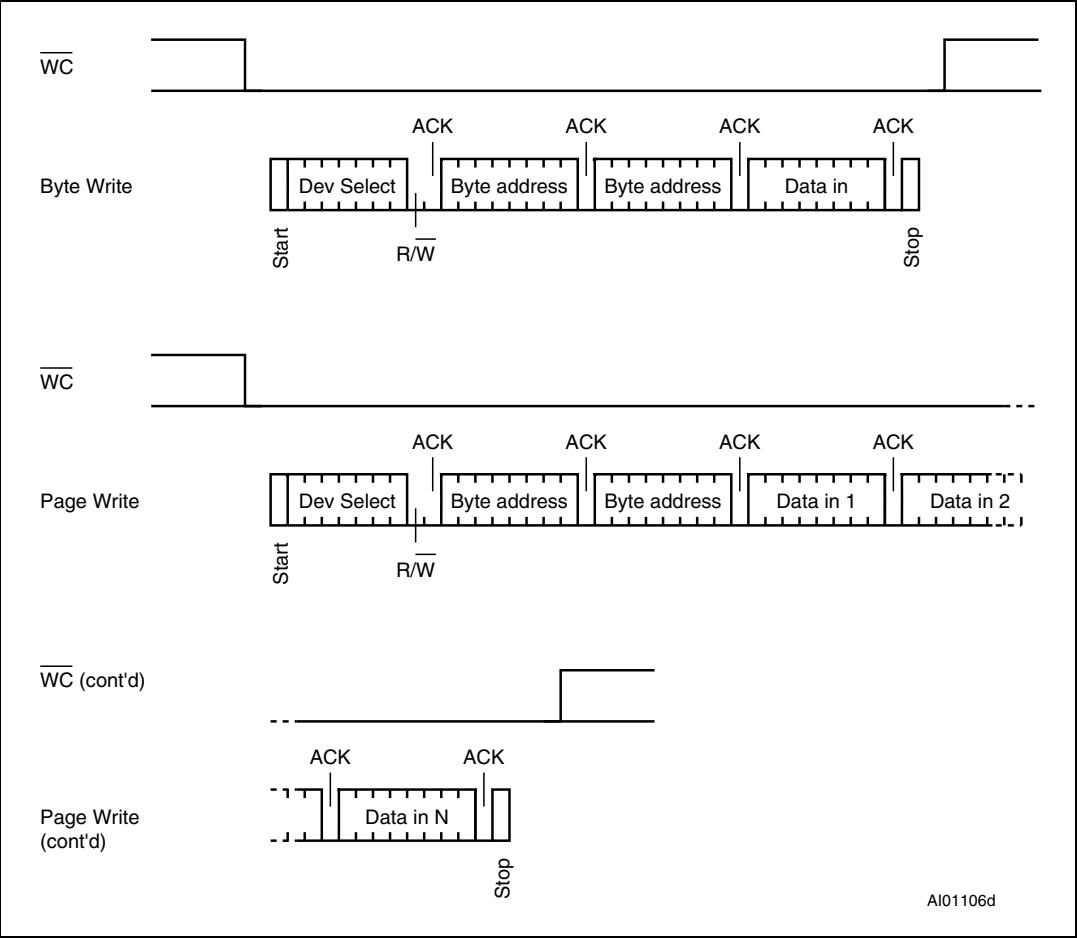 WC
ACK ACK ACK ACK
Byte Write Dev Select Byte address Byte address Data in
Start R/W Stop
WC
ACK ACK ACK ACK
Page Write Dev Select Byte address Byte address Data in 1 Data in 2
Start R/W
WC (cont'd)
ACK ACK
Page Write Data in N
(cont'd)
Stop
AI01106d